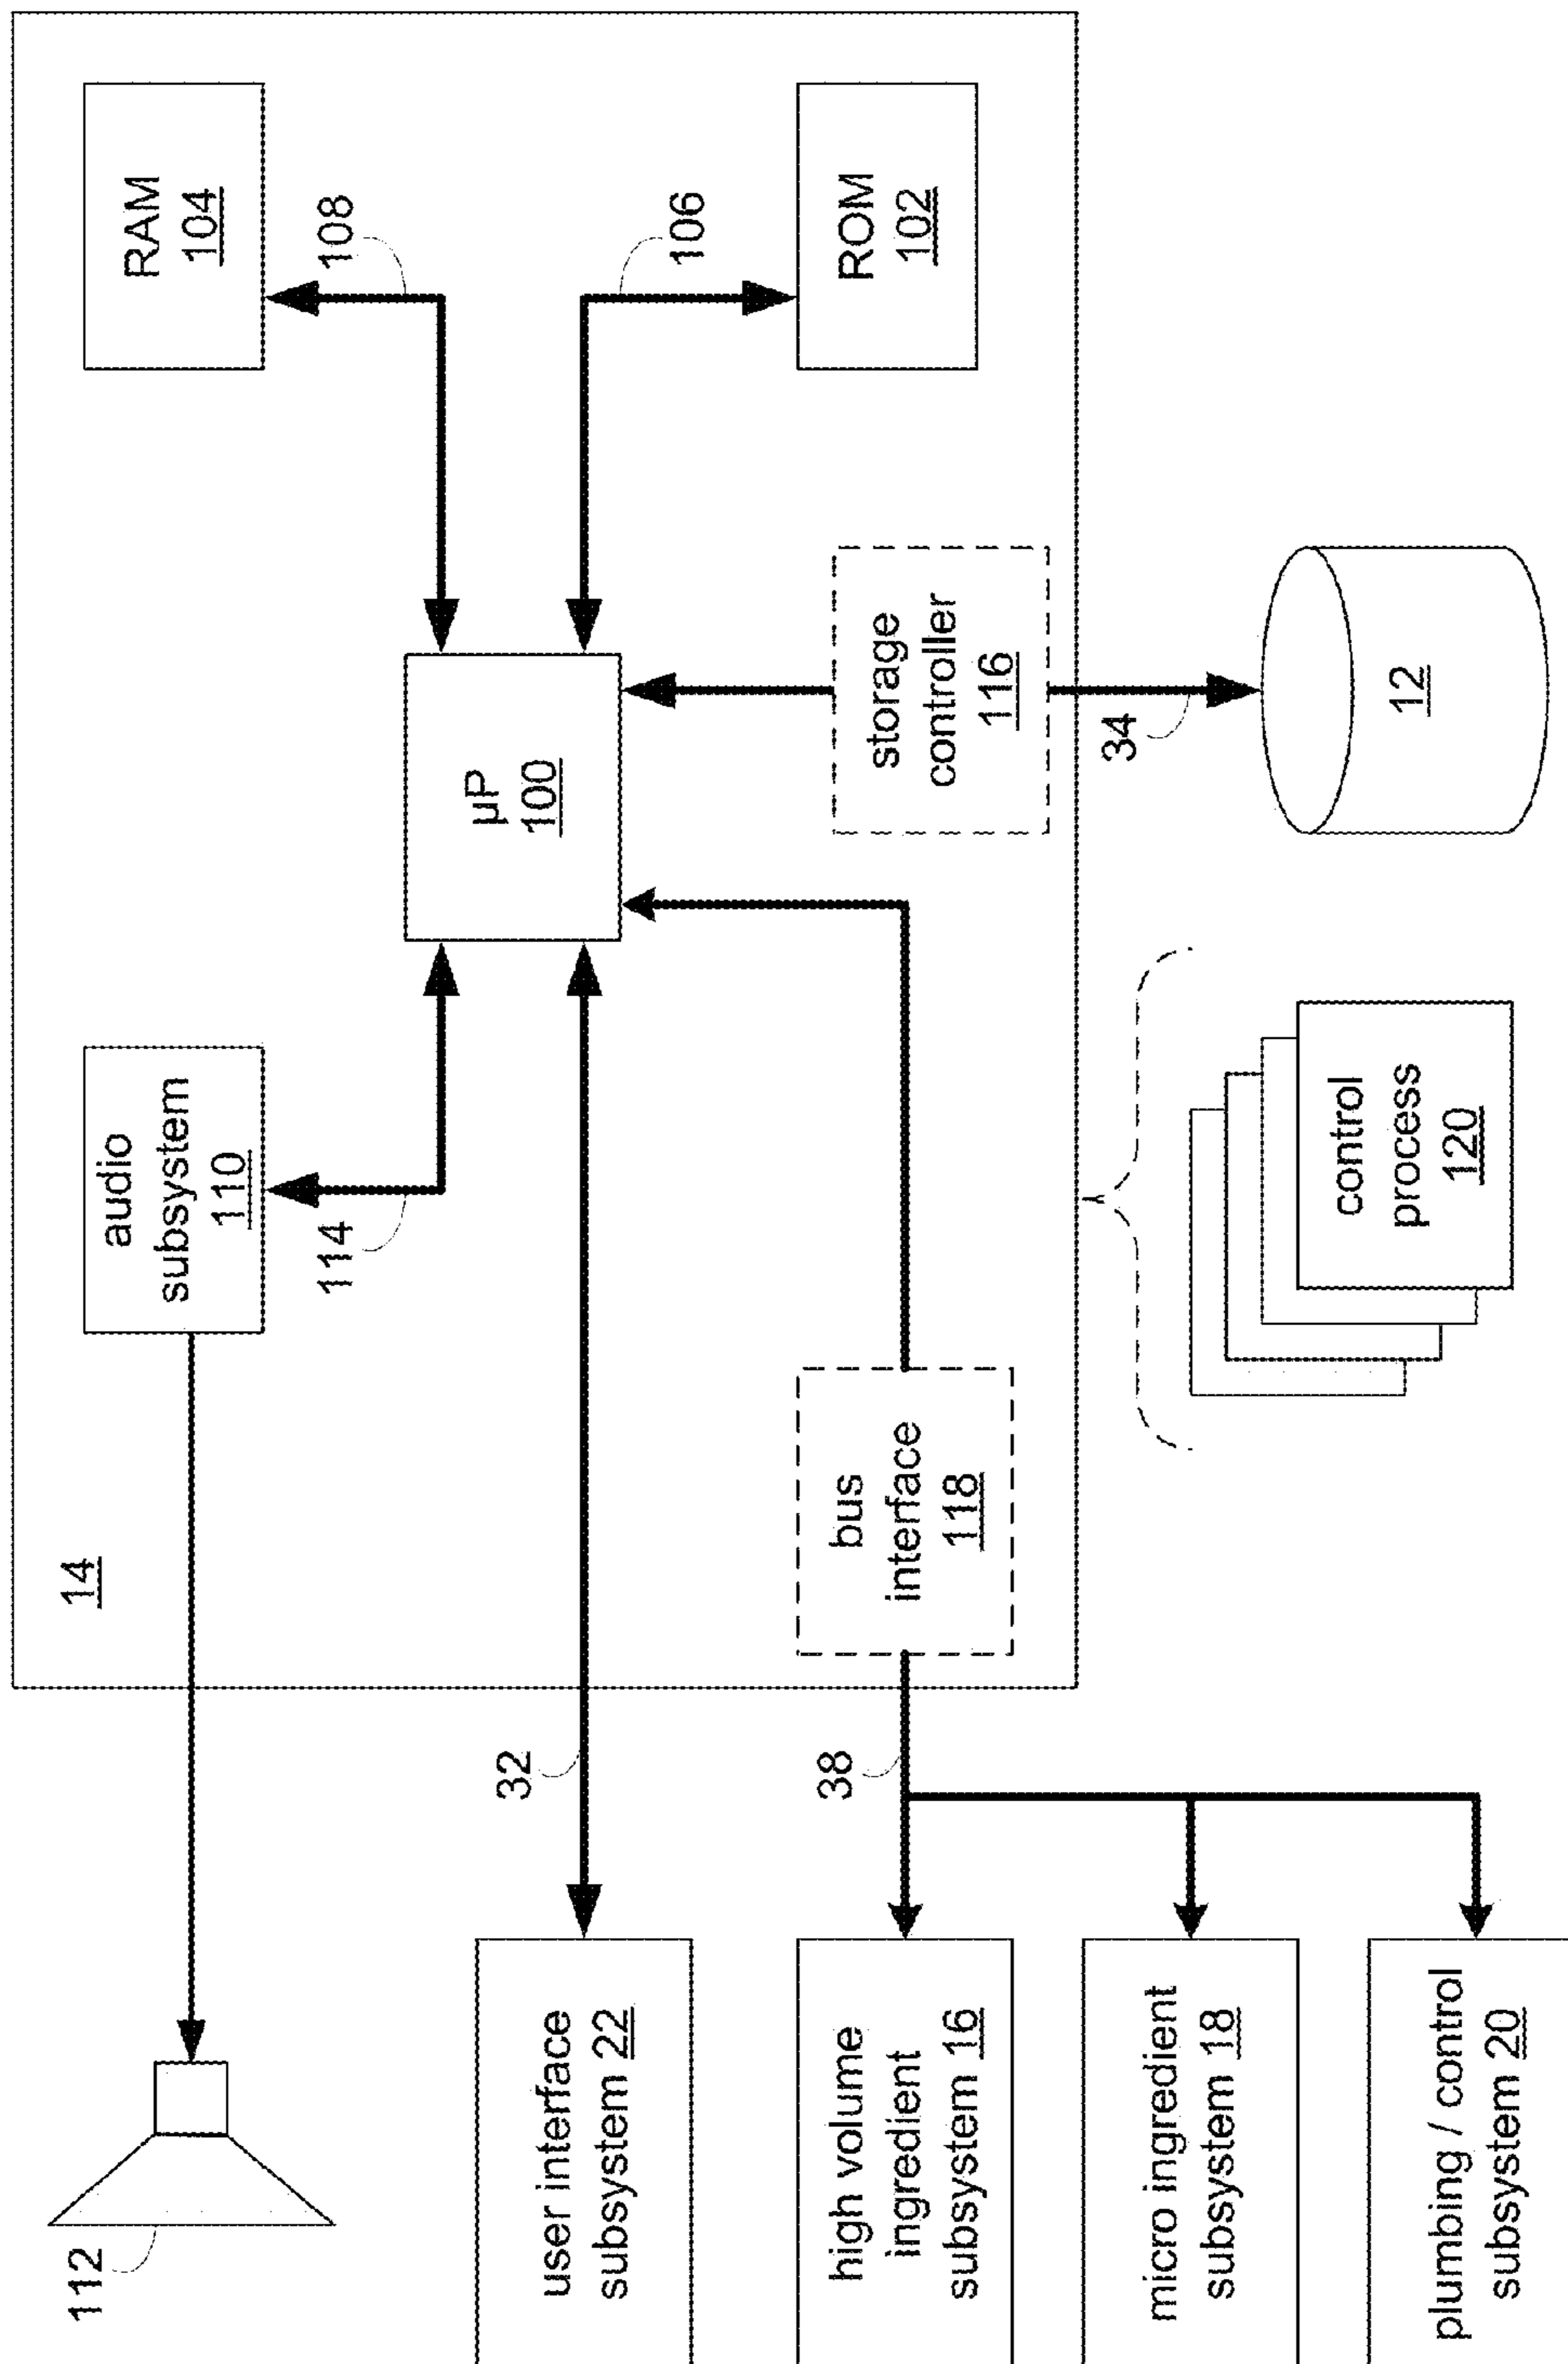 14
112
audio
subsystem
110
114
RAM
104
108
µP
100
106
ROM
102
32
user interface
subsystem 22
bus
interface
118
38
storage
controller
116
34
12
high volume
ingredient
subsystem 16
micro ingredient
subsystem 18
plumbing / control
subsystem 20
control
process
120